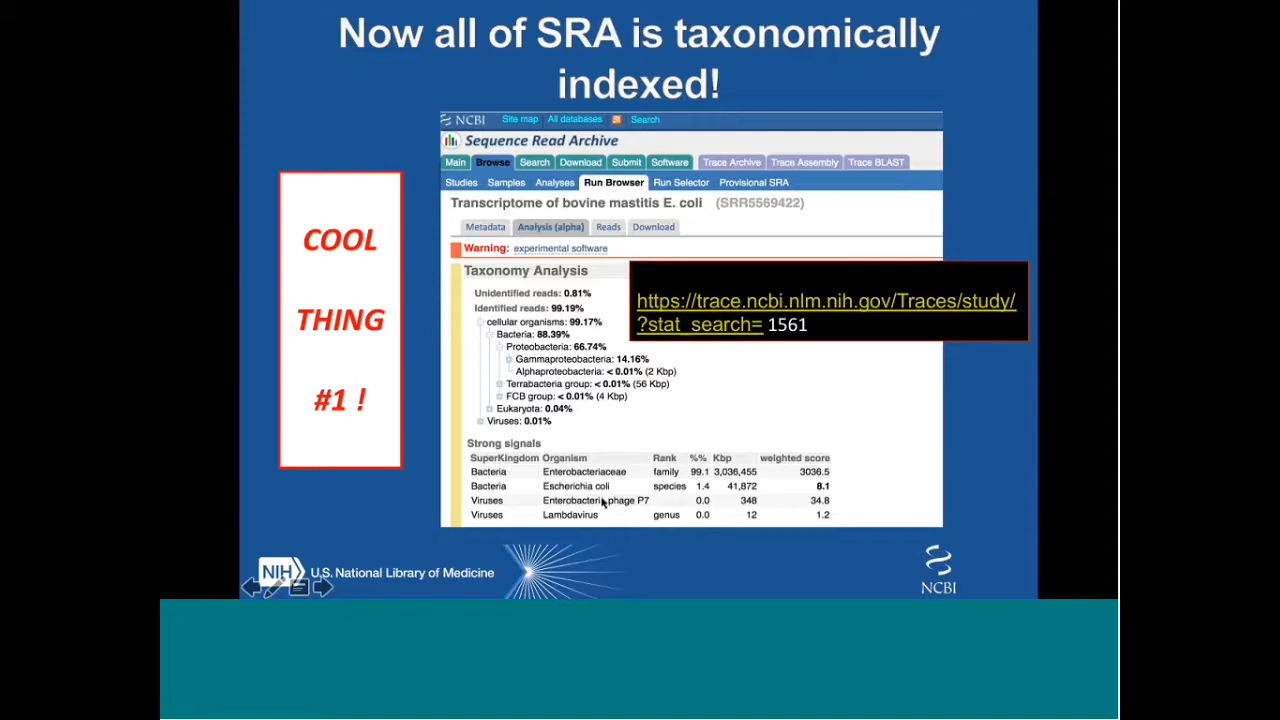 Now all of SRA is taxonomically
indexed!
COOL
THING
#1 !
NCBI Site map All databases Search
Sequence Read Archive
Main Browse Search Download Submit Software Trace Archive Trace Assembly Trace BLAST
Studies Samples Analyses Run Browser Run Selector Provisional SRA
Transcriptome of bovine mastitis E. coli (SRR5569422)
Metadata Analysis (alpha) Reads Download
Warning: experimental software
Taxonomy Analysis
Unidentified reads: 0.81%
Identified reads: 99.19%
cellular organisms: 99.17%
Bacteria: 88.39%
Proteobacteria: 66.74%
Gammaproteobacteria: 14.16%
Alphaproteobacteria: < 0.01% (2 Kbp)
Terrabacteria group: < 0.01% (56 Kbp)
FCB group: < 0.01% (4 Kbp)
Eukaryota: 0.04%
Viruses: 0.01%
https://trace.ncbi.nlm.nih.gov/Traces/study/
?stat_search= 1561
Strong signals
SuperKingdom Organism Rank %% Kbp weighted score
Bacteria Enterobacteriaceae family 99.1 3,036,455 3036.5
Bacteria Escherichia coli species 1.4 41,872 8.1
Viruses Enterobacteria phage P7 0.0 348 34.8
Viruses Lambdavirus genus 0.0 12 1.2
NIH U.S. National Library of Medicine
NCBI